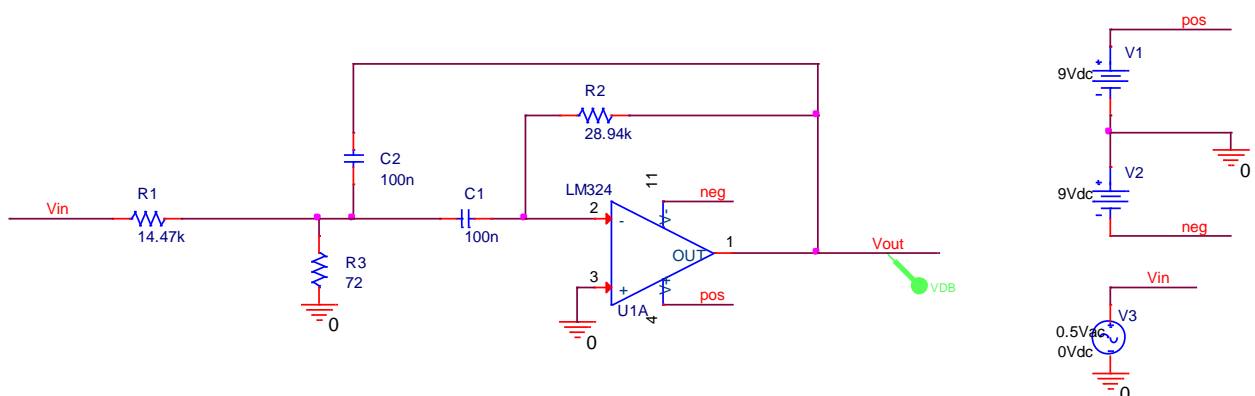 Vin
R1
14.47k
R3
72
0
C2
100n
C1
100n
R2
28.94k
LM324
2
-
3
+
11
V-
neg
OUT
1
V+
4
pos
U1A
0
Vout
VDB
pos
V1
+
9Vdc
-
0
V2
+
9Vdc
-
neg
Vin
V3
0.5Vac
0Vdc
+
-
0